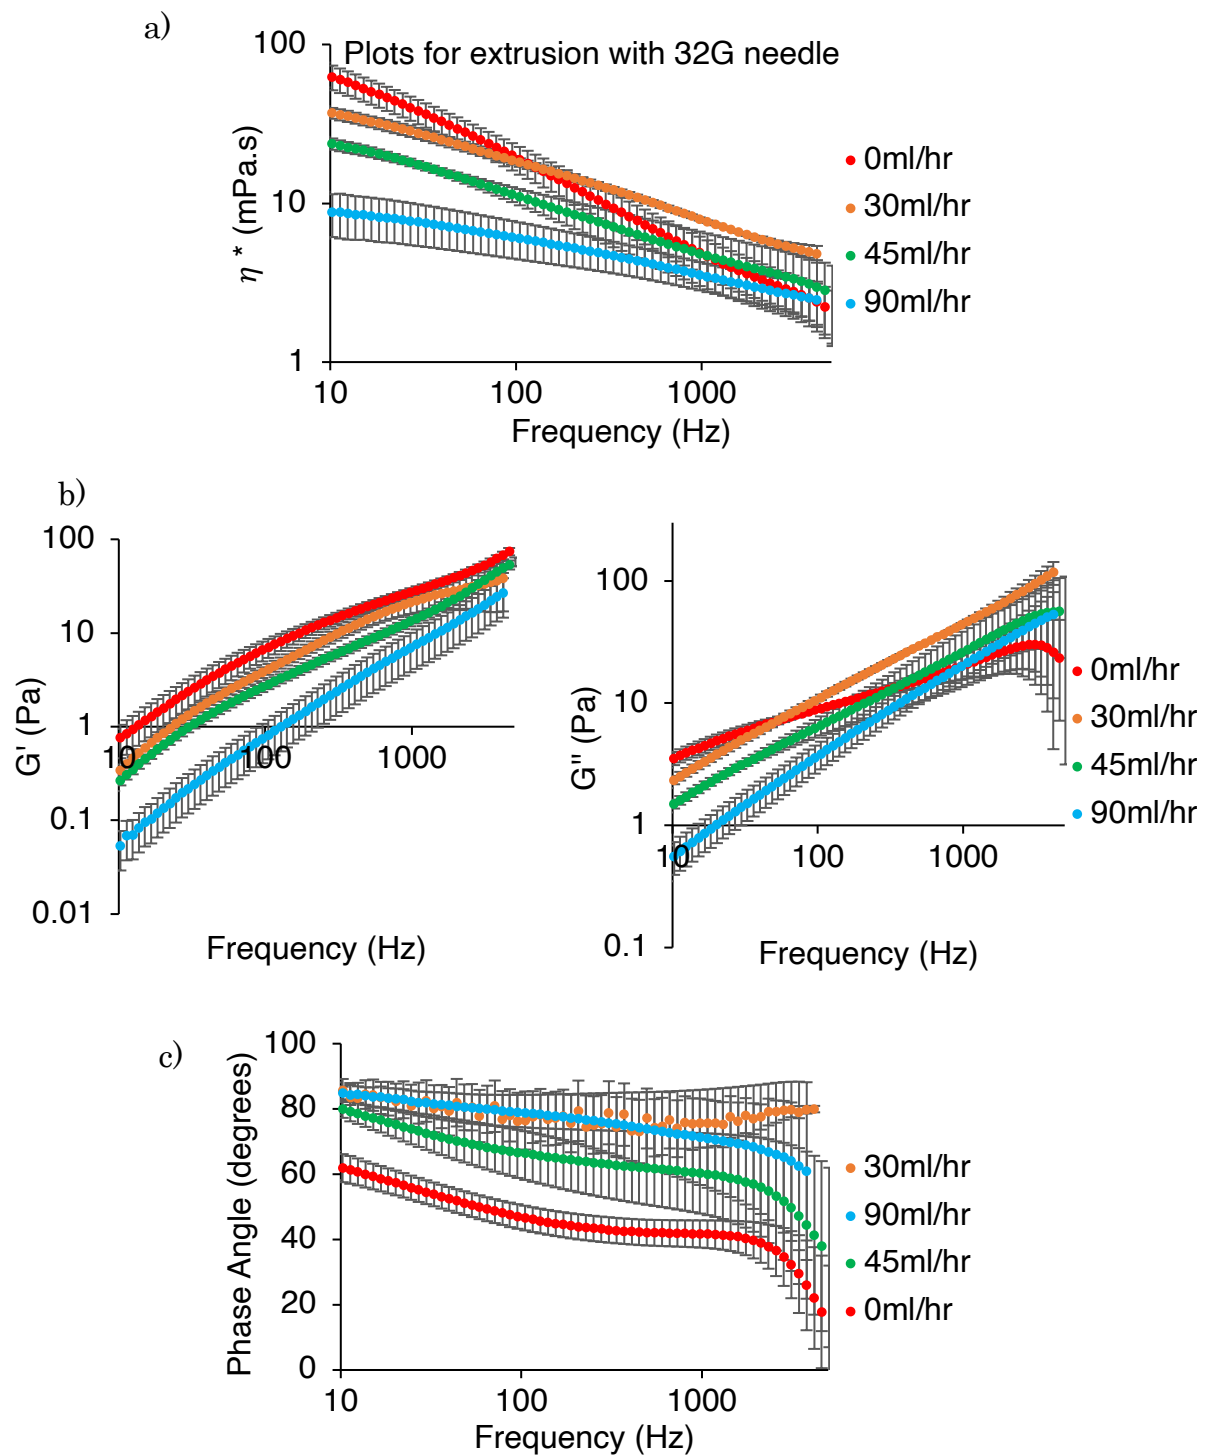 a)
Plots for extrusion with 32G needle
100
10
1
η * (mPa.s)
10
100
1000
Frequency (Hz)
0ml/hr
30ml/hr
45ml/hr
90ml/hr
b)
100
10
1
0.1
0.01
G' (Pa)
10
100
1000
Frequency (Hz)
100
10
1
0.1
G'' (Pa)
10
100
1000
Frequency (Hz)
0ml/hr
30ml/hr
45ml/hr
90ml/hr
c)
100
80
60
40
20
0
Phase Angle (degrees)
10
100
1000
Frequency (Hz)
30ml/hr
90ml/hr
45ml/hr
0ml/hr